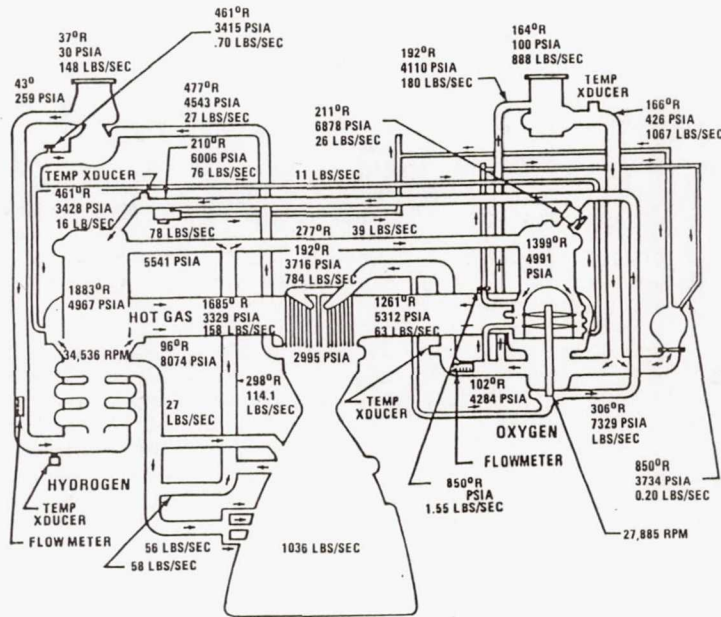 461°R
3415 PSIA
.70 LBS/SEC
37°R
30 PSIA
148 LBS/SEC
43°
259 PSIA
477°R
4543 PSIA
27 LBS/SEC
210°R
6006 PSIA
76 LBS/SEC
TEMP XDUCER
461°R
3428 PSIA
16 LB/SEC
164°R
100 PSIA
888 LBS/SEC
192°R
4110 PSIA
180 LBS/SEC
TEMP
XDUCER
166°R
426 PSIA
1067 LBS/SEC
211°R
6878 PSIA
26 LBS/SEC
11 LBS/SEC
78 LBS/SEC
277°R
39 LBS/SEC
5541 PSIA
192°R
3716 PSIA
784 LBS/SEC
1399°R
4991
PSIA
1883°R
4967 PSIA
HOT GAS
1685°R
3329 PSIA
158 LBS/SEC
1261°R
5312 PSIA
63 LBS/SEC
34,536 RPM
96°R
8074 PSIA
2995 PSIA
298°R
114.1
LBS/SEC
27
LBS/SEC
TEMP
XDUCER
102°R
4284 PSIA
OXYGEN
FLOWMETER
306°R
7329 PSIA
LBS/SEC
850°R
PSIA
1.55 LBS/SEC
850°R
3734 PSIA
0.20 LBS/SEC
27,885 RPM
HYDROGEN
TEMP
XDUCER
FLOW METER
56 LBS/SEC
58 LBS/SEC
1036 LBS/SEC